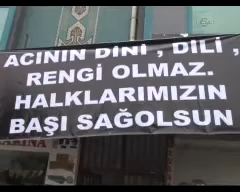 ACININ DİNİ , DİLİ ,
RENGİ OLMAZ.
HALKLARIMIZIN
BAŞI SAĞOLSUN